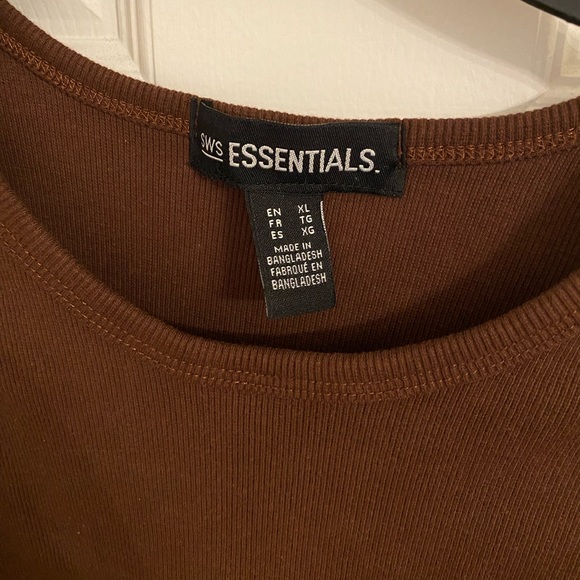 SWS ESSENTIALS.
EN XL
FR TG
ES XG
MADE IN
BANGLADESH
FABRIQUÉ EN
BANGLADESH